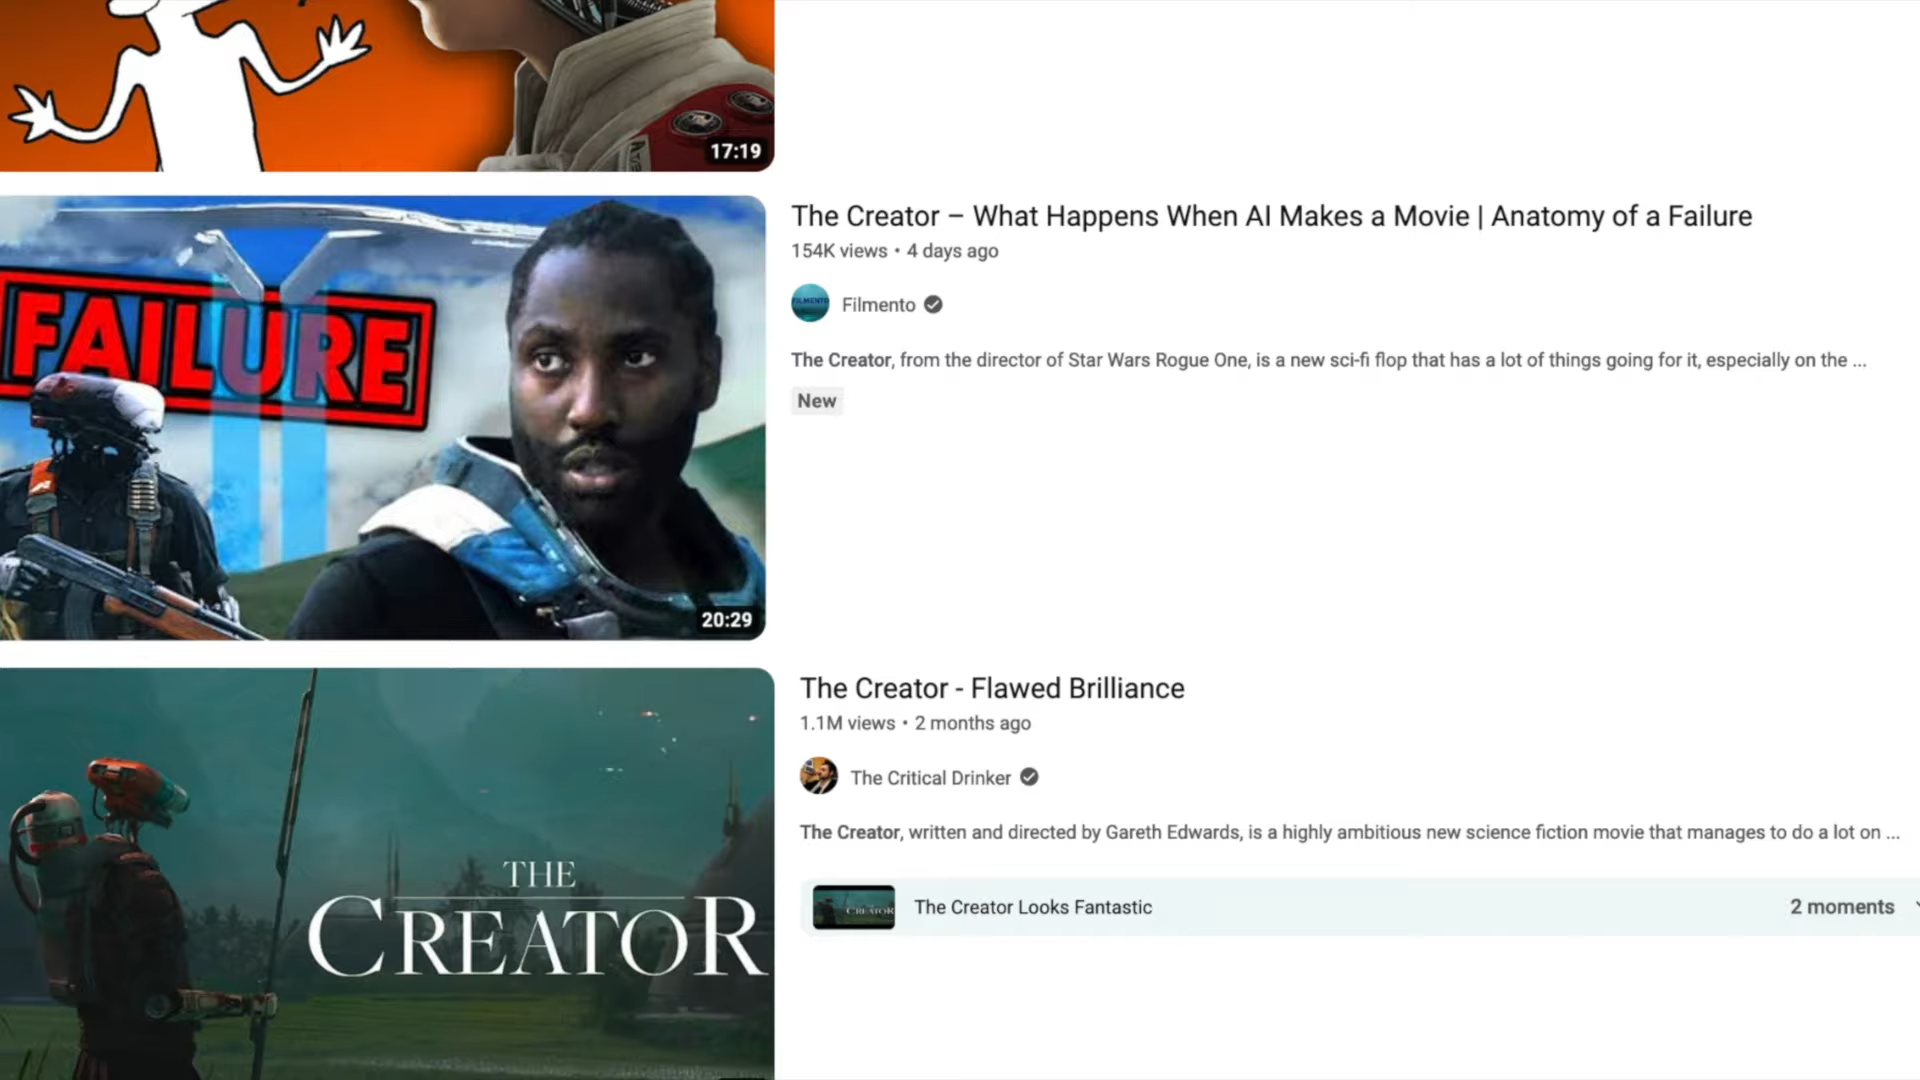 17:19
FAILURE
20:29
The Creator – What Happens When AI Makes a Movie | Anatomy of a Failure
154K views • 4 days ago
FILMENTO
Filmento
The Creator, from the director of Star Wars Rogue One, is a new sci-fi flop that has a lot of things going for it, especially on the ...
New
THE
CREATOR
The Creator - Flawed Brilliance
1.1M views • 2 months ago
The Critical Drinker
The Creator, written and directed by Gareth Edwards, is a highly ambitious new science fiction movie that manages to do a lot on ...
CREATOR
The Creator Looks Fantastic
2 moments